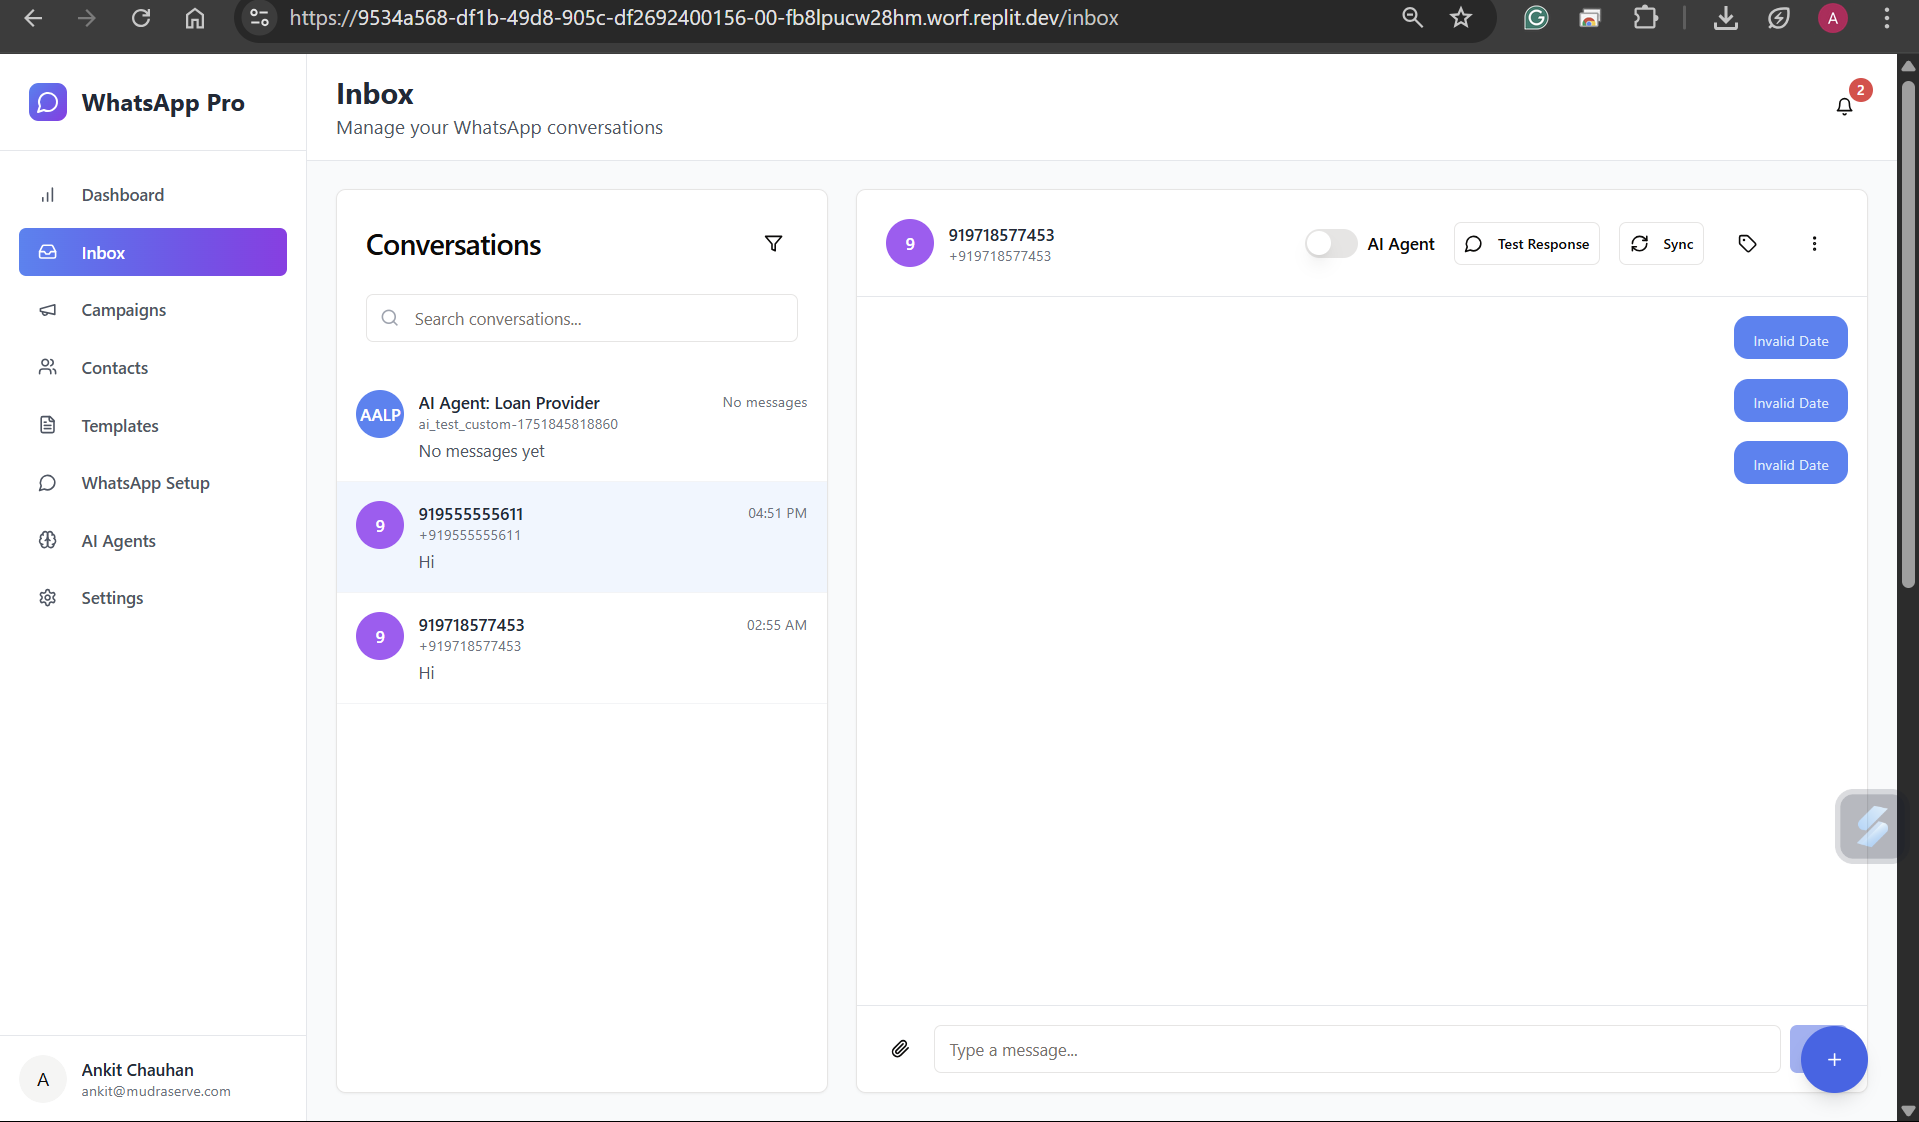 https://9534a568-df1b-49d8-905c-df2692400156-00-fb8lpucw28hm.worf.replit.dev/inbox
A
WhatsApp Pro
Dashboard
Inbox
Campaigns
Contacts
Templates
WhatsApp Setup
AI Agents
Settings
A
Ankit Chauhan
ankit@mudraserve.com
Inbox
Manage your WhatsApp conversations
2
Conversations
Search conversations...
AALP
AI Agent: Loan Provider
No messages
ai_test_custom-1751845818860
No messages yet
9
919555555611
04:51 PM
+919555555611
Hi
9
919718577453
02:55 AM
+919718577453
Hi
9
919718577453
+919718577453
AI Agent
Test Response
Sync
Invalid Date
Invalid Date
Invalid Date
Type a message...